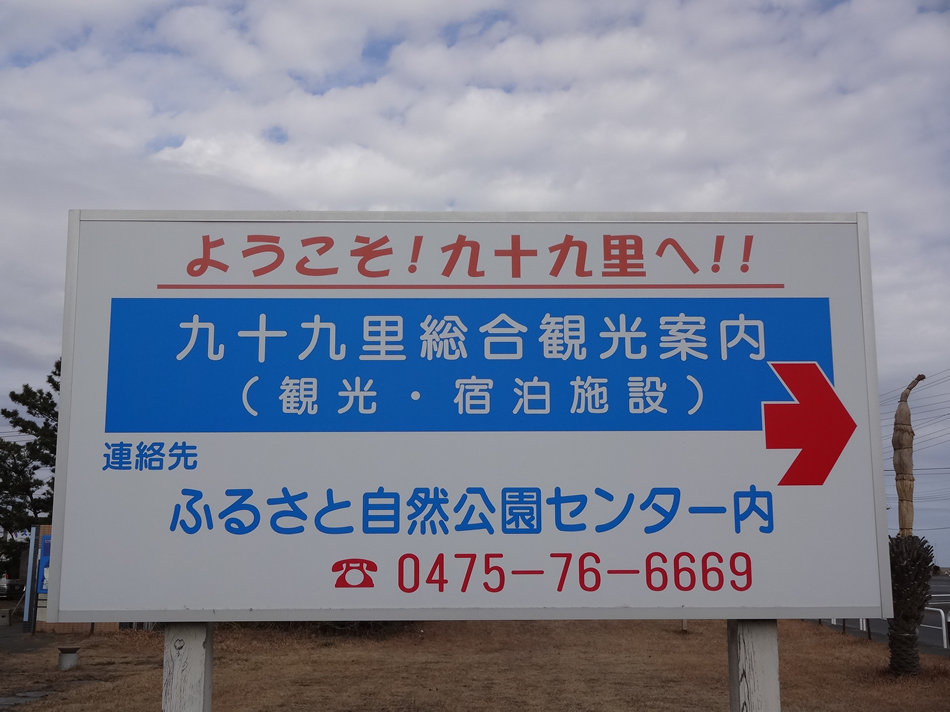 ようこそ!九十九里へ!!
九十九里総合観光案内
(観光・宿泊施設)
連絡先
ふるさと自然公園センター内
☎ 0475-76-6669